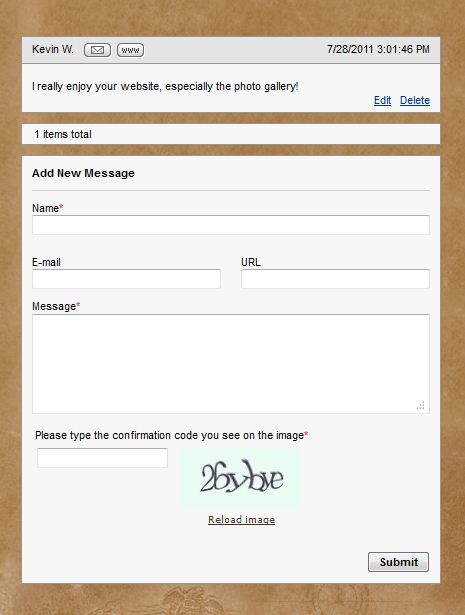 Kevin W. www 7/28/2011 3:01:46 PM
I really enjoy your website, especially the photo gallery!
Edit Delete
1 items total
Add New Message
Name*
E-mail URL
Message*
Please type the confirmation code you see on the image*
26ybye
Reload image
Submit